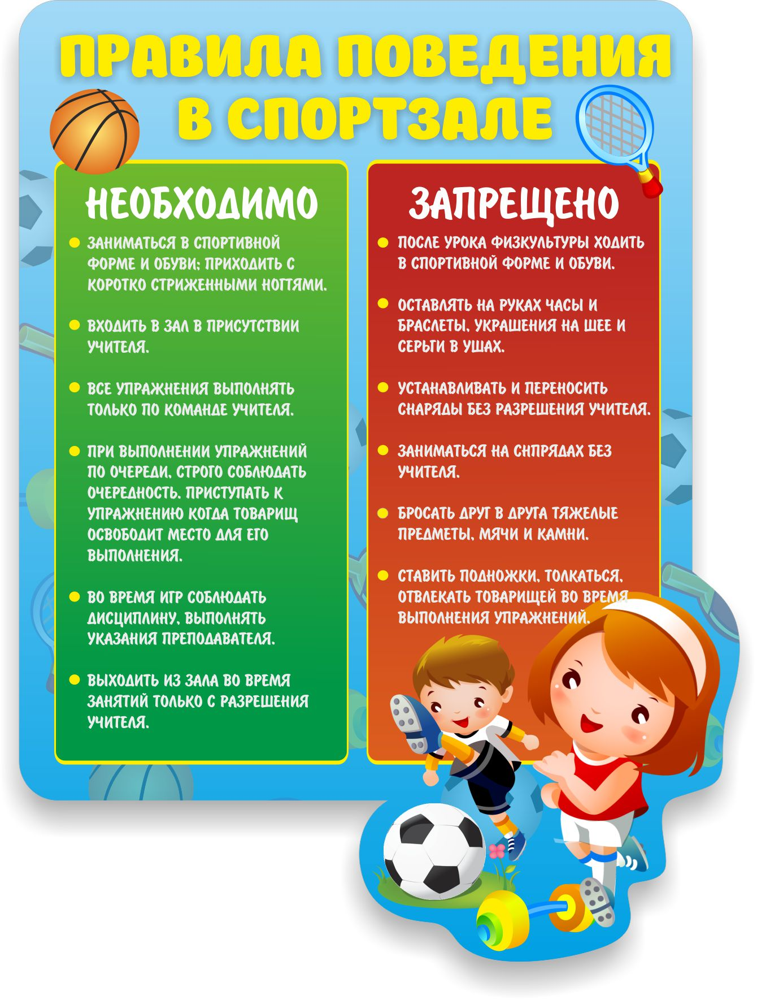 ПРАВИЛА ПОВЕДЕНИЯ
В СПОРТЗАЛЕ
НЕОБХОДИМО
ЗАНИМАТЬСЯ В СПОРТИВНОЙ
ФОРМЕ И ОБУВИ; ПРИХОДИТЬ С
КОРОТКО СТРИЖЕННЫМИ НОГТЯМИ.
ВХОДИТЬ В ЗАЛ В ПРИСУТСТВИИ
УЧИТЕЛЯ.
ВСЕ УПРАЖНЕНИЯ ВЫПОЛНЯТЬ
ТОЛЬКО ПО КОМАНДЕ УЧИТЕЛЯ.
ПРИ ВЫПОЛНЕНИИ УПРАЖНЕНИЙ
ПО ОЧЕРЕДИ, СТРОГО СОБЛЮДАТЬ
ОЧЕРЕДНОСТЬ. ПРИСТУПАТЬ К
УПРАЖНЕНИЮ КОГДА ТОВАРИЩ
ОСВОБОДИТ МЕСТО ДЛЯ ЕГО
ВЫПОЛНЕНИЯ.
ВО ВРЕМЯ ИГР СОБЛЮДАТЬ
ДИСЦИПЛИНУ, ВЫПОЛНЯТЬ
УКАЗАНИЯ ПРЕПОДАВАТЕЛЯ.
ВЫХОДИТЬ ИЗ ЗАЛА ВО ВРЕМЯ
ЗАНЯТИЙ ТОЛЬКО С РАЗРЕШЕНИЯ
УЧИТЕЛЯ.
ЗАПРЕЩЕНО
ПОСЛЕ УРОКА ФИЗКУЛЬТУРЫ ХОДИТЬ
В СПОРТИВНОЙ ФОРМЕ И ОБУВИ.
ОСТАВЛЯТЬ НА РУКАХ ЧАСЫ И
БРАСЛЕТЫ, УКРАШЕНИЯ НА ШЕЕ И
СЕРЬГИ В УШАХ.
УСТАНАВЛИВАТЬ И ПЕРЕНОСИТЬ
СНАРЯДЫ БЕЗ РАЗРЕШЕНИЯ УЧИТЕЛЯ.
ЗАНИМАТЬСЯ НА СНПРЯДАХ БЕЗ
УЧИТЕЛЯ.
БРОСАТЬ ДРУГ В ДРУГА ТЯЖЕЛЫЕ
ПРЕДМЕТЫ, МЯЧИ И КАМНИ.
СТАВИТЬ ПОДНОЖКИ, ТОЛКАТЬСЯ,
ОТВЛЕКАТЬ ТОВАРИЩЕЙ ВО ВРЕМЯ
ВЫПОЛНЕНИЯ УПРАЖНЕНИЙ.